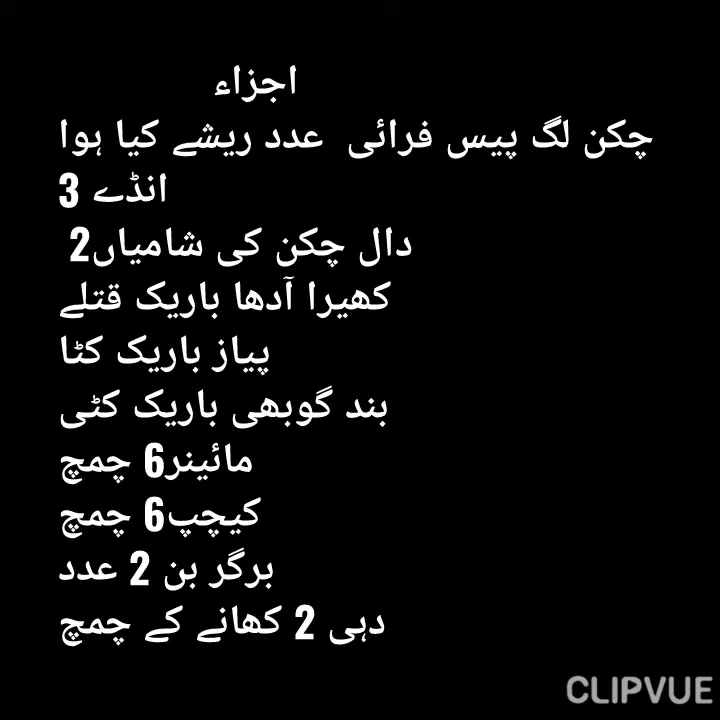 اجزاء
چکن لگ پیس فرائی عدد ریشے کیا ہوا
انڈے 3
دال چکن کی شامیاں2
کھیرا آدھا باریک قتلے
پیاز باریک کٹا
بند گوبھی باریک کٹی
مائینر6 چمچ
کیچپ6 چمچ
برگر بن 2 عدد
دہی 2 کھانے کے چمچ
CLIPVUE